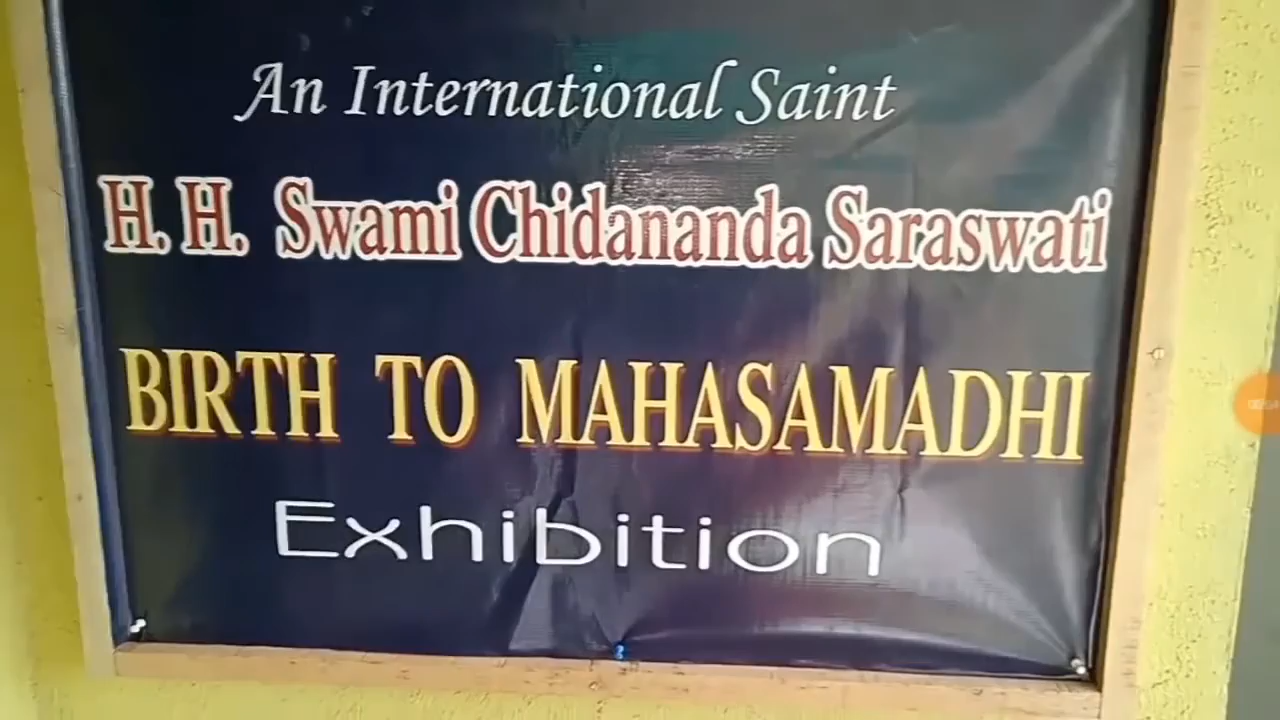 An International Saint
H. H. Swami Chidananda Saraswati
BIRTH TO MAHASAMADHI
Exhibition